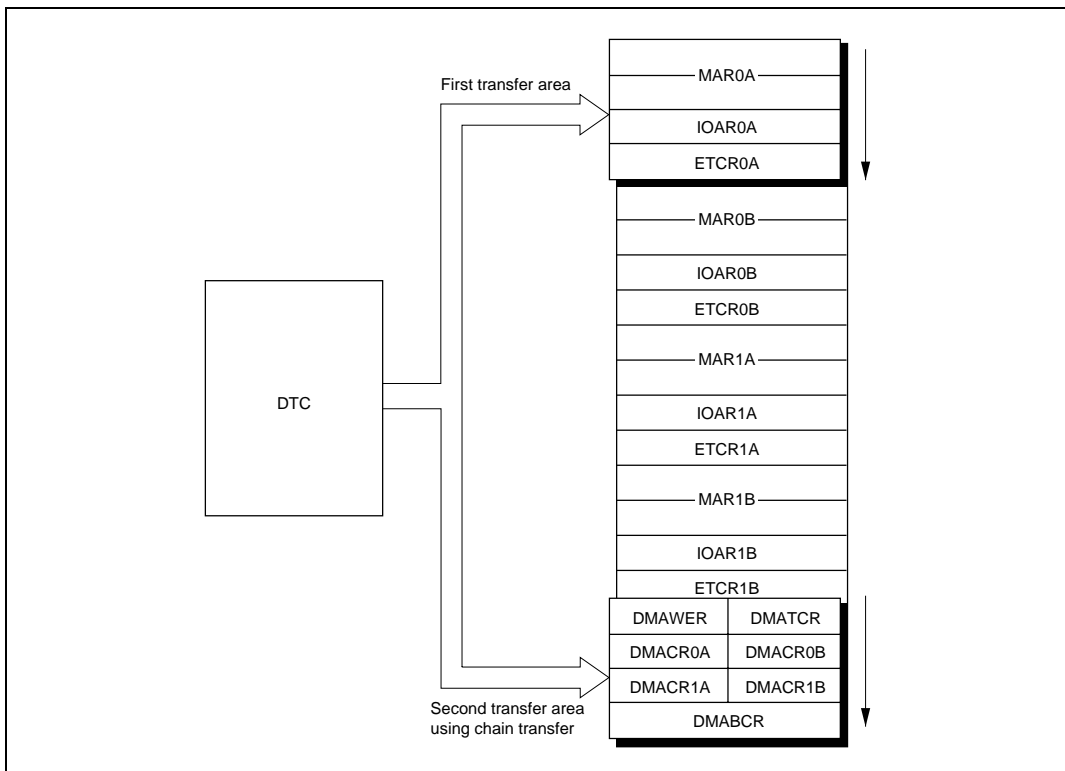 First transfer area
MAR0A
IOAR0A
ETCR0A
MAR0B
IOAR0B
ETCR0B
MAR1A
DTC
IOAR1A
ETCR1A
MAR1B
IOAR1B
ETCR1B
DMAWER DMATCR
DMACR0A DMACR0B
DMACR1A DMACR1B
DMABCR
Second transfer area
using chain transfer